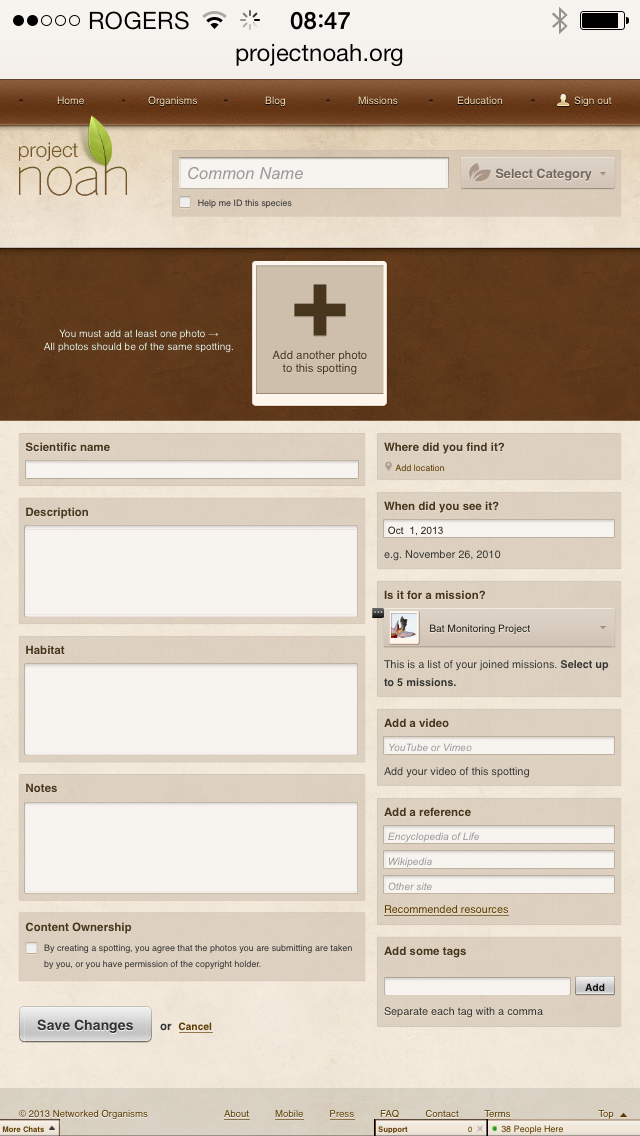 ROGERS 08:47
projectnoah.org
Home Organisms Blog Missions Education Sign out
project
noah
Common Name
Select Category
Help me ID this species
You must add at least one photo →
All photos should be of the same spotting.
Add another photo
to this spotting
Scientific name
Description
Habitat
Notes
Content Ownership
By creating a spotting, you agree that the photos you are submitting are taken
by you, or you have permission of the copyright holder.
Save Changes or Cancel
Where did you find it?
Add location
When did you see it?
Oct 1, 2013
e.g. November 26, 2010
Is it for a mission?
Bat Monitoring Project
This is a list of your joined missions. Select up
to 5 missions.
Add a video
YouTube or Vimeo
Add your video of this spotting
Add a reference
Encyclopedia of Life
Wikipedia
Other site
Recommended resources
Add some tags
Add
Separate each tag with a comma
© 2013 Networked Organisms About Mobile Press FAQ Contact Terms Top
More Chats Support 0 38 People Here